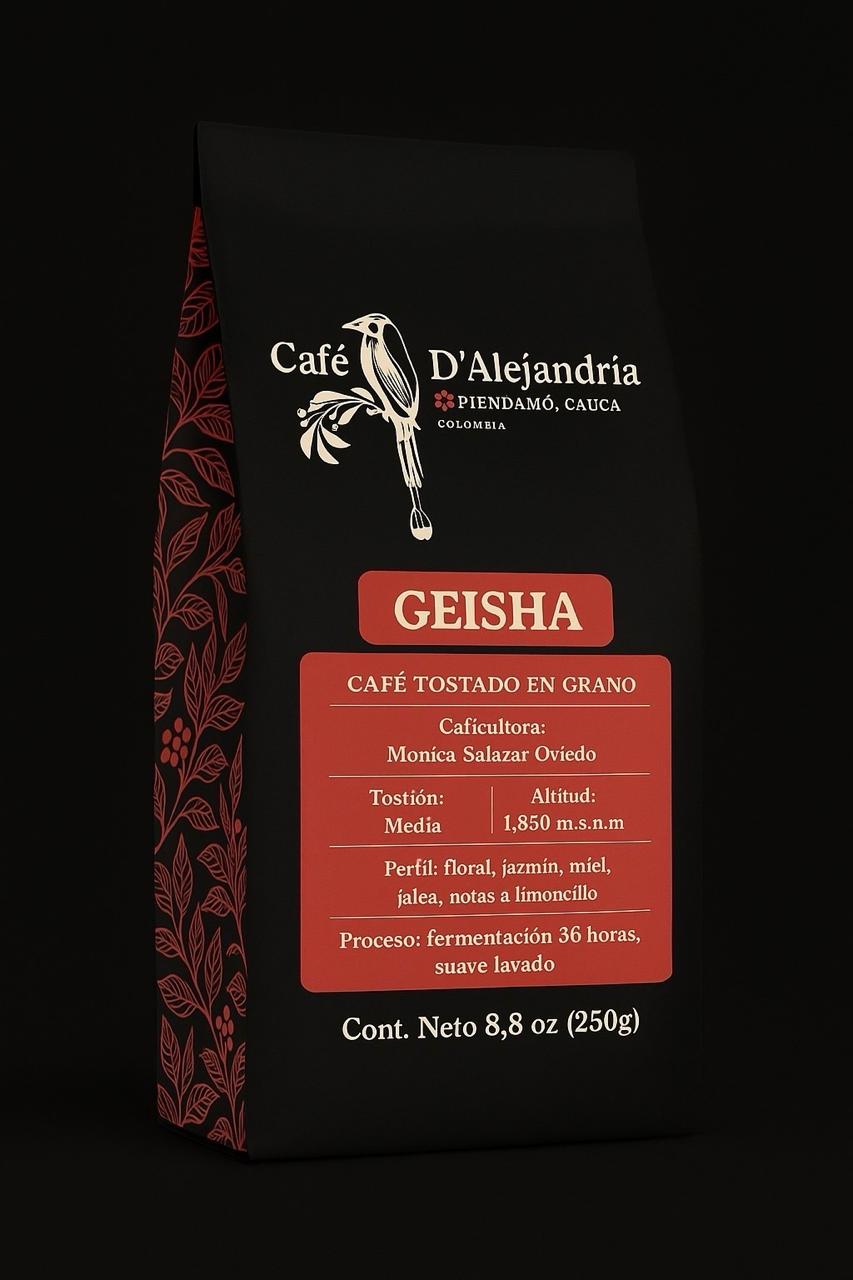 Café D'Alejandría
PIENDAMÓ, CAUCA
COLOMBIA
GEISHA
CAFÉ TOSTADO EN GRANO
Caficultora:
Monica Salazar Oviedo
Tostión:
Media
Altitud:
1,850 m.s.n.m
Perfil: floral, jazmín, miel,
jalea, notas a limoncillo
Proceso: fermentación 36 horas,
suave lavado
Cont. Neto 8,8 oz (250g)